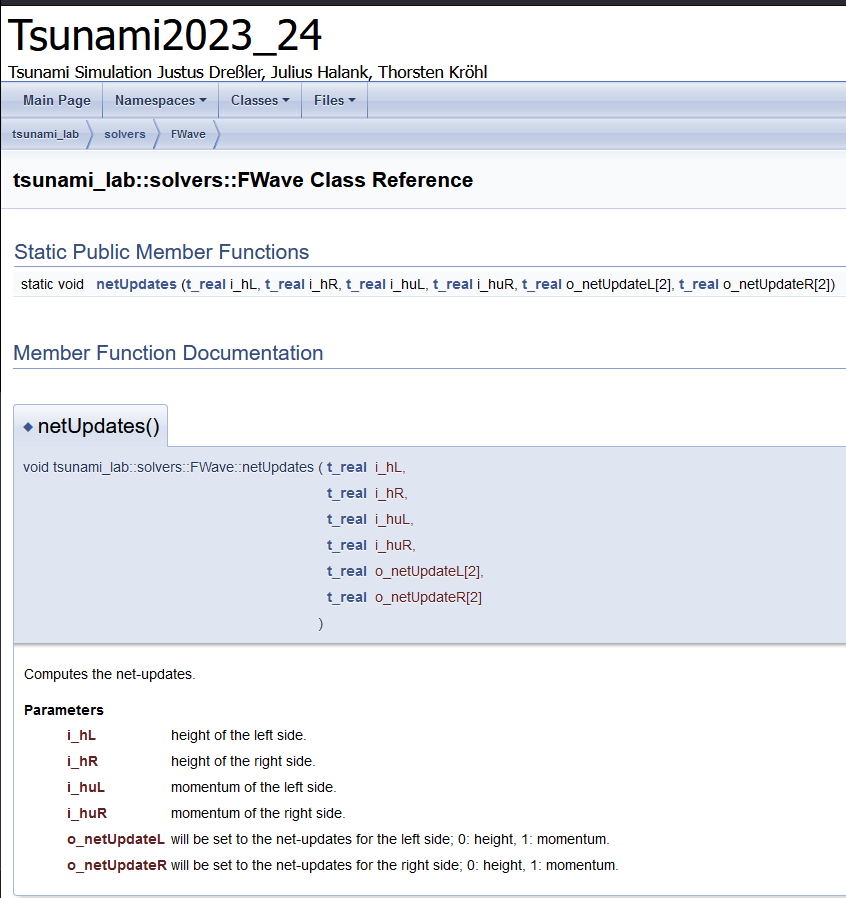 Tsunami2023_24
Tsunami Simulation Justus Dreßler, Julius Halank, Thorsten Kröhl
Main Page Namespaces Classes Files
tsunami_lab solvers FWave
tsunami_lab::solvers::FWave Class Reference
Static Public Member Functions
static void netUpdates (t_real i_hL, t_real i_hR, t_real i_huL, t_real i_huR, t_real o_netUpdateL[2], t_real o_netUpdateR[2])
Member Function Documentation
◆ netUpdates()
void tsunami_lab::solvers::FWave::netUpdates ( t_real i_hL,
t_real i_hR,
t_real i_huL,
t_real i_huR,
t_real o_netUpdateL[2],
t_real o_netUpdateR[2]
)
Computes the net-updates.
Parameters
i_hL height of the left side.
i_hR height of the right side.
i_huL momentum of the left side.
i_huR momentum of the right side.
o_netUpdateL will be set to the net-updates for the left side; 0: height, 1: momentum.
o_netUpdateR will be set to the net-updates for the right side; 0: height, 1: momentum.